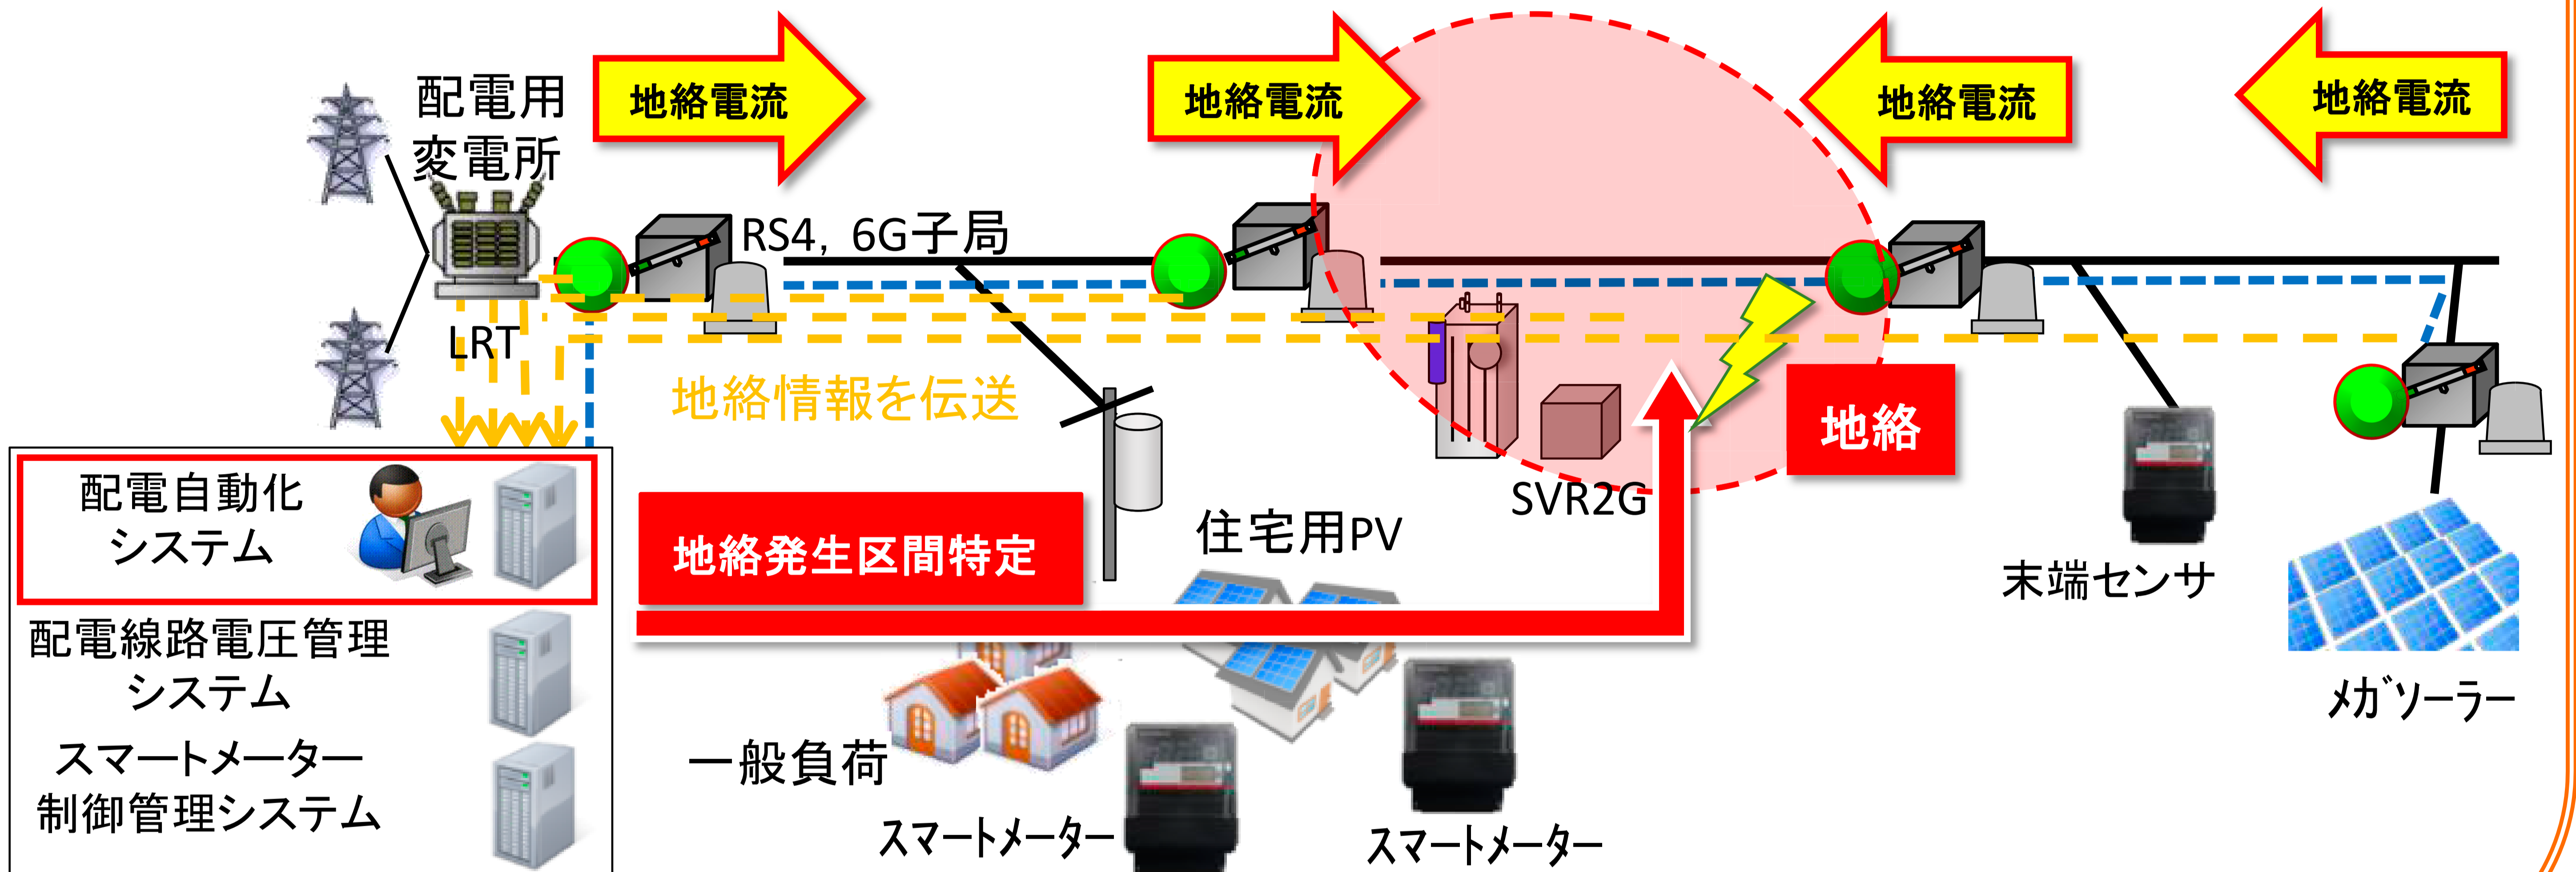 地絡電流
地絡電流
地絡電流
地絡電流
配電用
変電所
RS4，6G子局
LRT
地絡情報を伝送
地絡
SVR2G
配電自動化
システム
地絡発生区間特定
住宅用PV
末端センサ
配電線路電圧管理
システム
ﾒｶﾞｿｰﾗｰ
スマートメーター
制御管理システム
一般負荷
スマートメーター
スマートメーター